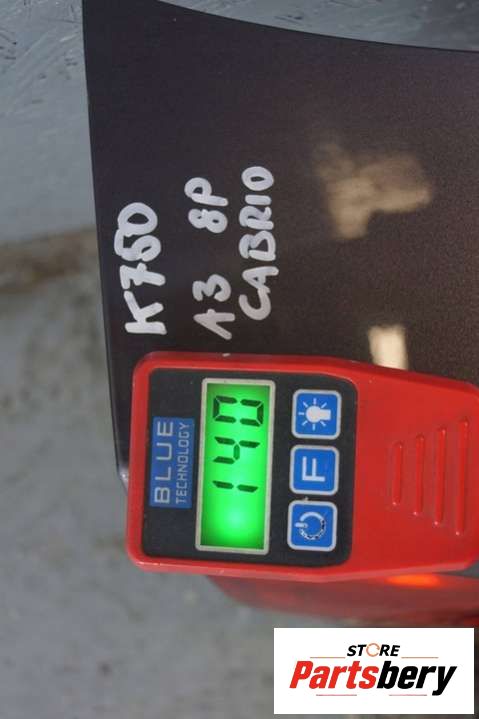 K750
A3 8P
CABRIO
BLUE
TECHNOLOGY
140
F
STORE
Partsbery